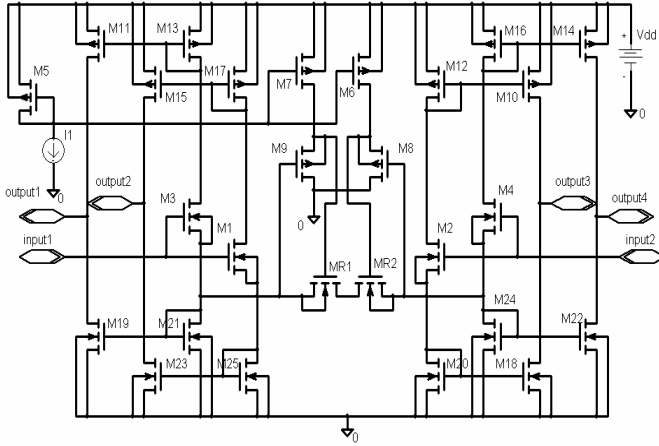 M11
M13
M16
M14
Vdd
+
-
M5
M17
M7
M6
M12
M15
M10
I1
0
0
M9
M8
output1
output2
M3
M4
output3
output4
0
input1
M1
M2
input2
MR1
MR2
M19
M21
M24
M22
M23
M25
M20
M18
0